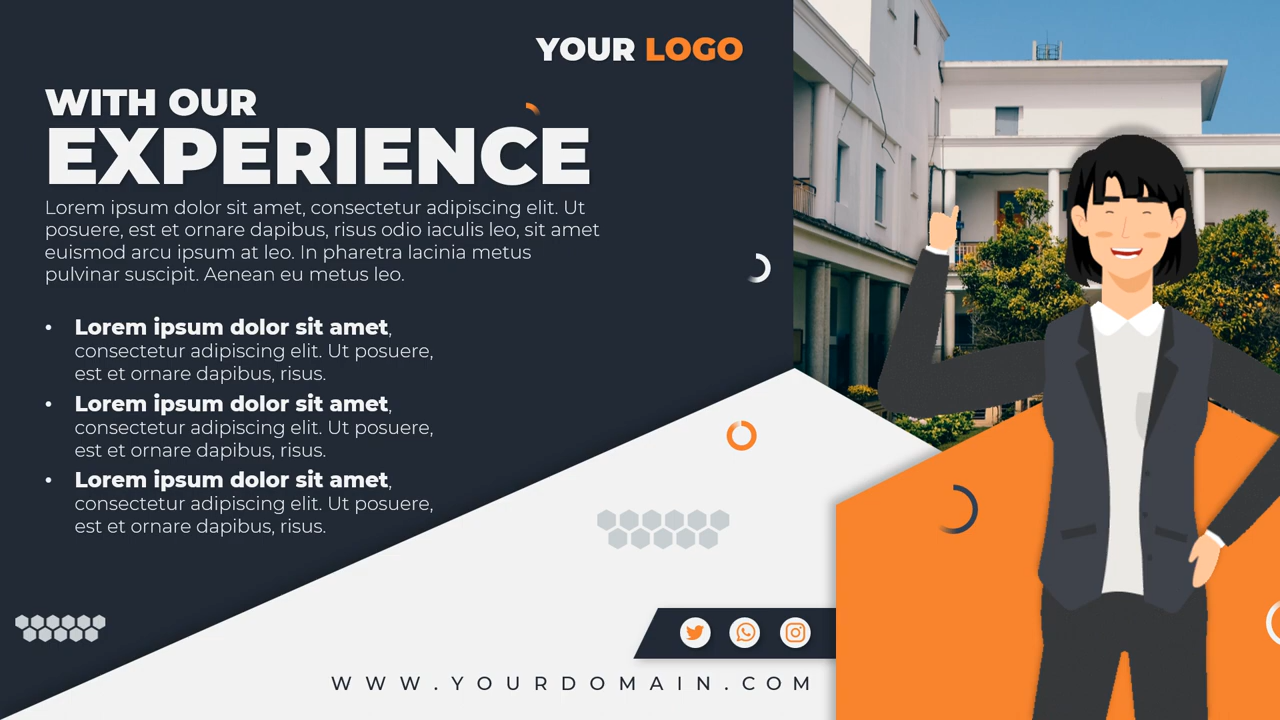 YOUR LOGO
WITH OUR
EXPERIENCE
Lorem ipsum dolor sit amet, consectetur adipiscing elit. Ut
posuere, est et ornare dapibus, risus odio iaculis leo, sit amet
euismod arcu ipsum at leo. In pharetra lacinia metus
pulvinar suscipit. Aenean eu metus leo.
• Lorem ipsum dolor sit amet,
consectetur adipiscing elit. Ut posuere,
est et ornare dapibus, risus.
• Lorem ipsum dolor sit amet,
consectetur adipiscing elit. Ut posuere,
est et ornare dapibus, risus.
• Lorem ipsum dolor sit amet,
consectetur adipiscing elit. Ut posuere,
est et ornare dapibus, risus.
WWW.YOURDOMAIN.COM